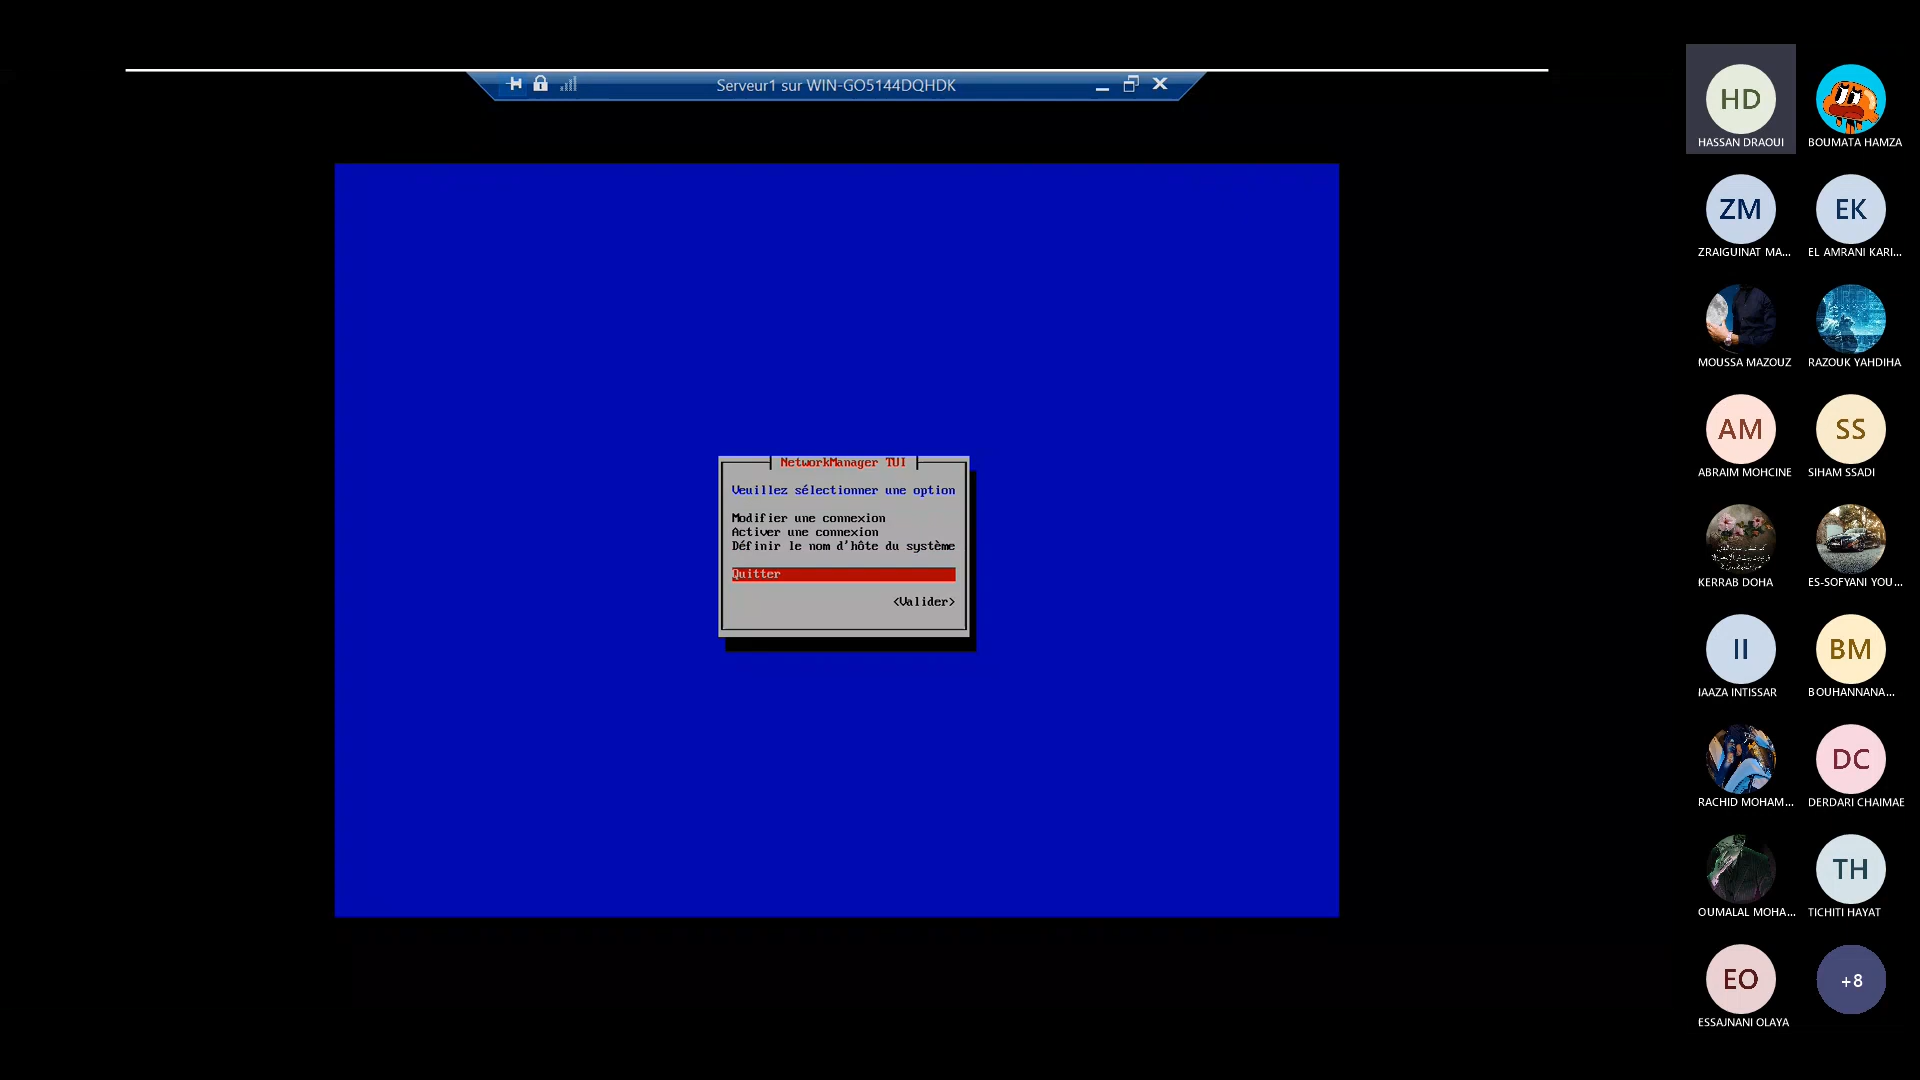 Serveur1 sur WIN-GO5144DQHDK
NetworkManager TUI
Veuillez sélectionner une option
Modifier une connexion
Activer une connexion
Définir le nom d'hôte du système
Quitter
<Valider>
HD
HASSAN DRAOUI
BOUMATA HAMZA
ZM
ZRAIGUINAT MA...
EK
EL AMRANI KARI...
MOUSSA MAZOUZ
RAZOUK YAHDIHA
AM
ABRAIM MOHCINE
SS
SIHAM SSADI
KERRAB DOHA
ES-SOFYANI YOU...
II
IAAZA INTISSAR
BM
BOUHANNANA...
RACHID MOHAM...
DC
DERDARI CHAIMAE
OUMALAL MOHA...
TH
TICHITI HAYAT
EO
ESSAJNANI OLAYA
+8